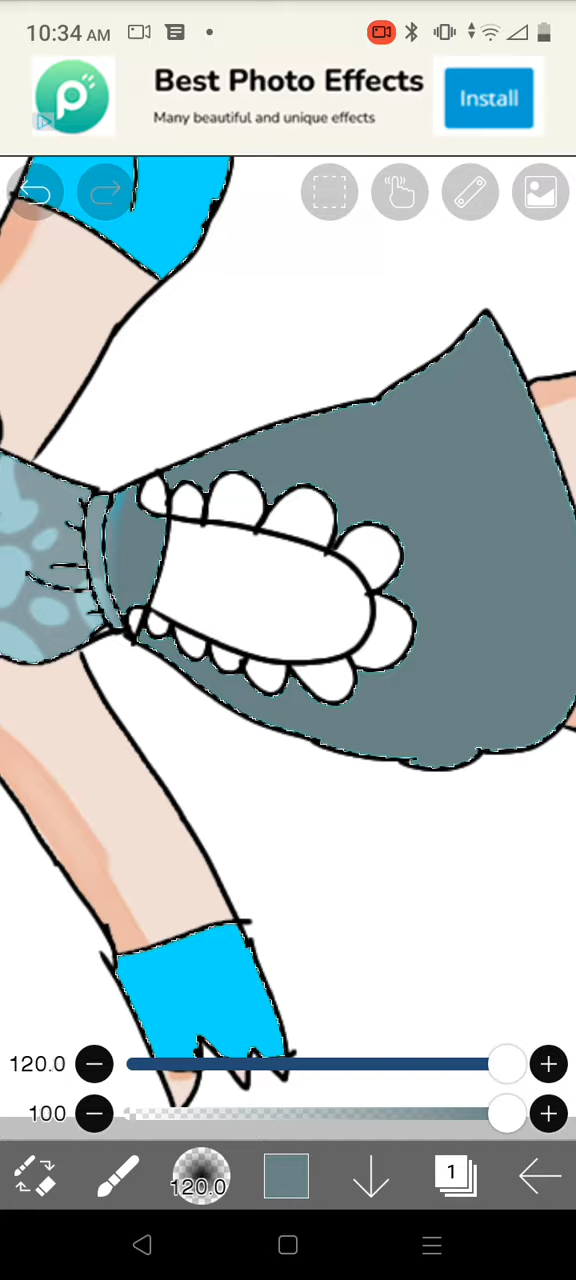 10:34 AM
Best Photo Effects
Many beautiful and unique effects
Install
120.0
100
120.0
1